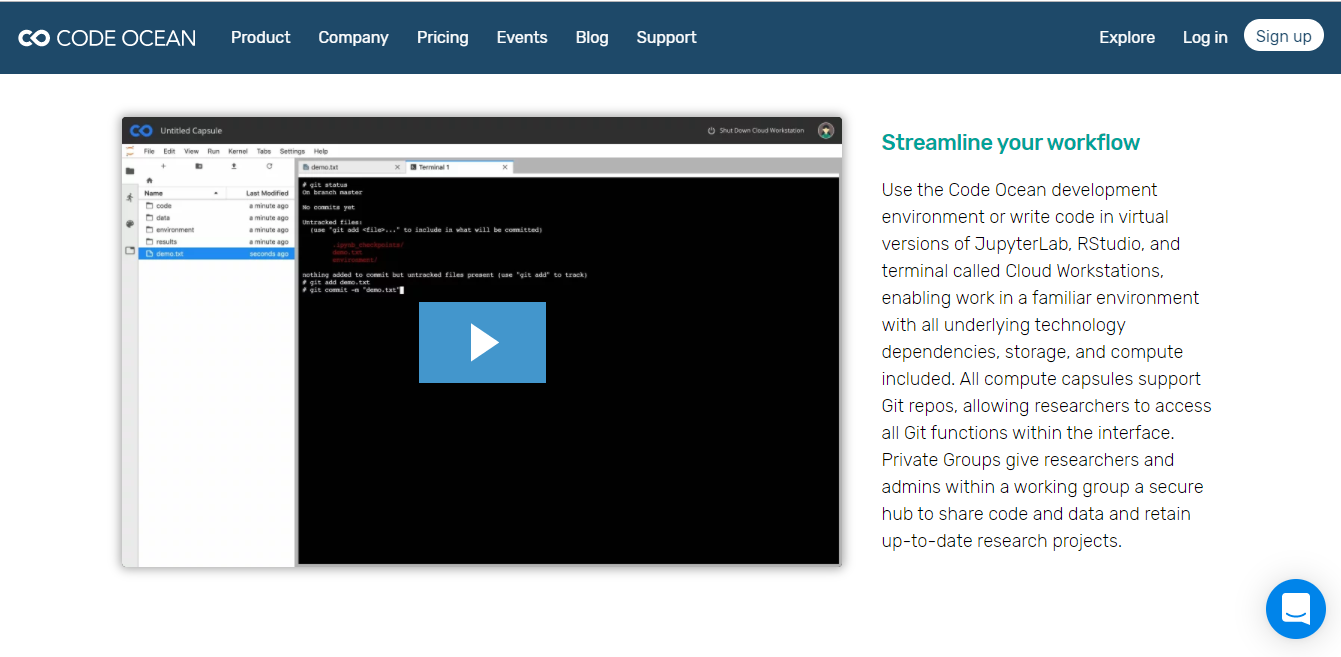 CODE OCEAN Product Company Pricing Events Blog Support Explore Log in Sign up
Untitled Capsule Shut Down Cloud Workstation
File Edit View Run Kernel Tabs Settings Help
demo.txt Terminal 1
Name Last Modified
code a minute ago
data a minute ago
environment a minute ago
results a minute ago
demo.txt seconds ago
# git status
On branch master
No commits yet
Untracked files:
(use "git add <file>..." to include in what will be committed)
.ipynb_checkpoints/
demo.txt
environment/
nothing added to commit but untracked files present (use "git add" to track)
# git add demo.txt
# git commit -m "demo.txt"
Streamline your workflow
Use the Code Ocean development
environment or write code in virtual
versions of JupyterLab, RStudio, and
terminal called Cloud Workstations,
enabling work in a familiar environment
with all underlying technology
dependencies, storage, and compute
included. All compute capsules support
Git repos, allowing researchers to access
all Git functions within the interface.
Private Groups give researchers and
admins within a working group a secure
hub to share code and data and retain
up-to-date research projects.